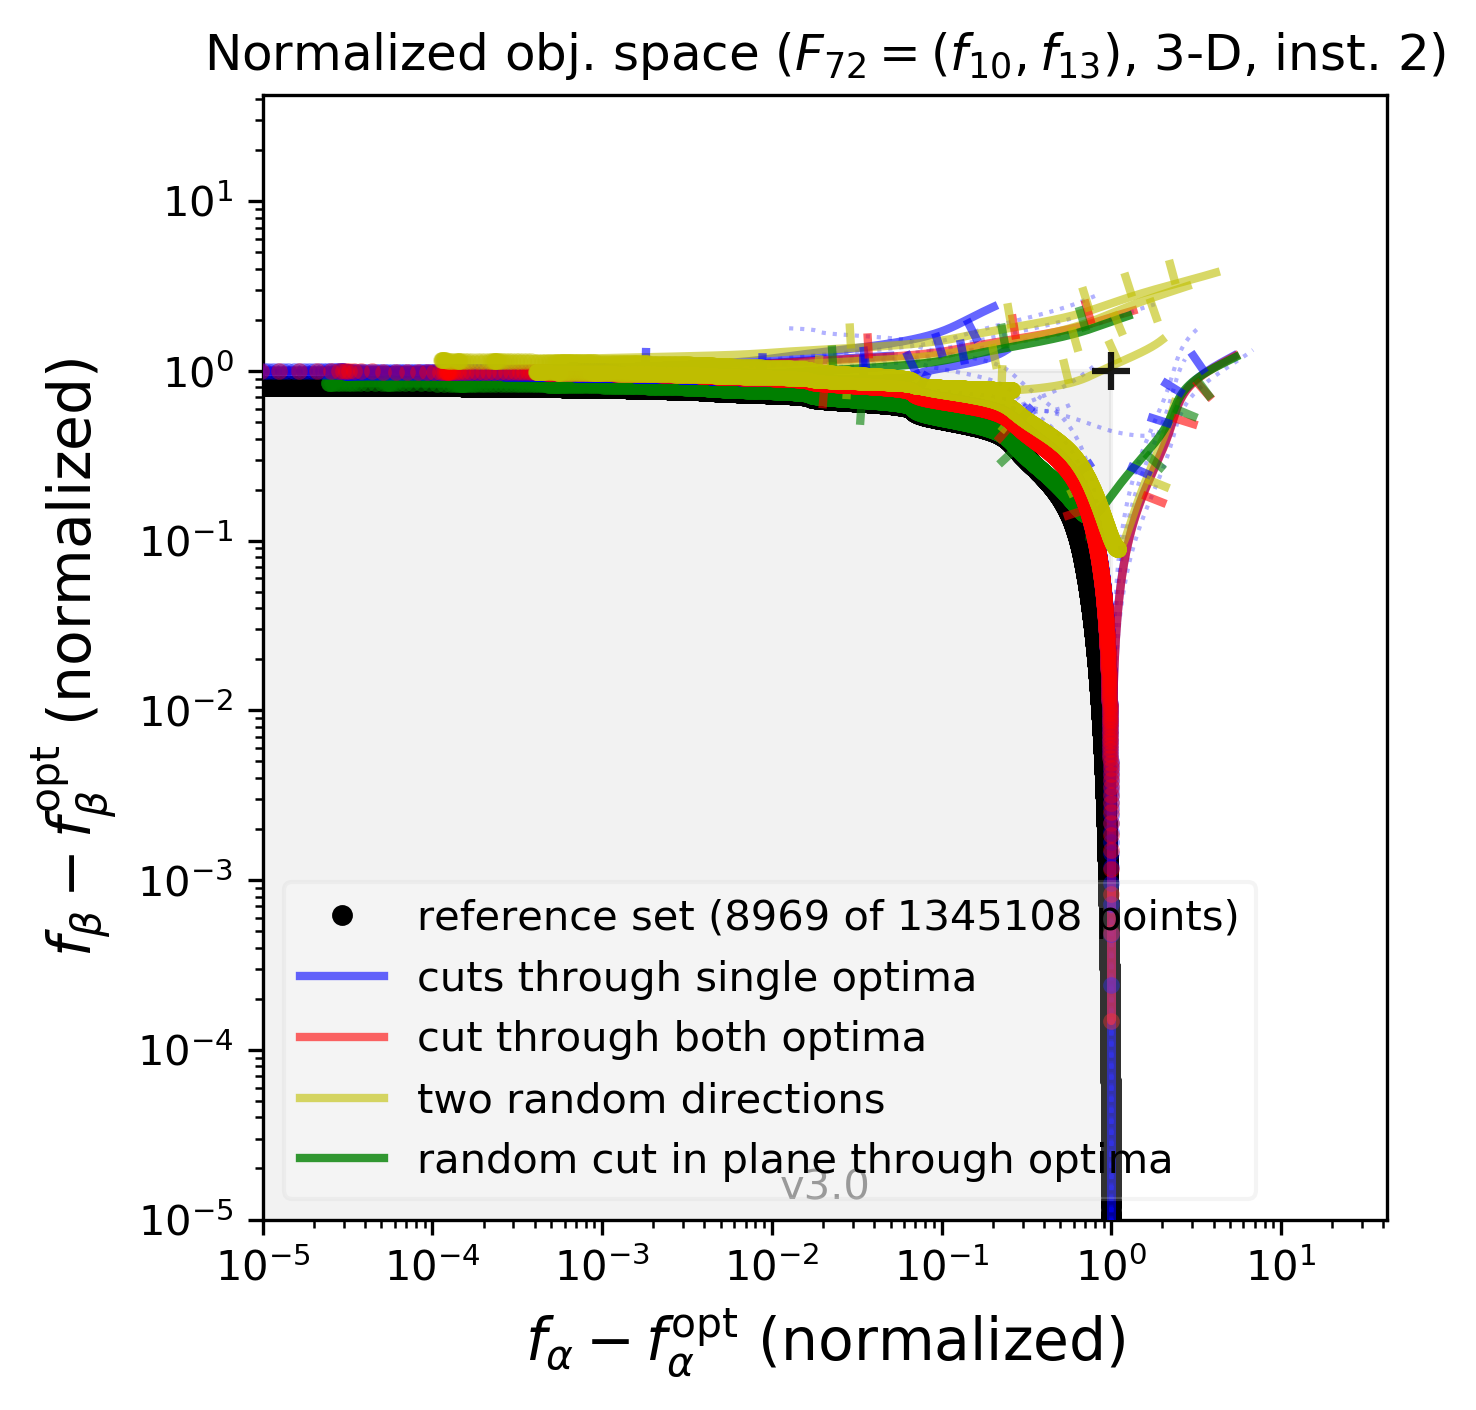 Normalized obj. space (F₇₂ = (f₁₀, f₁₃), 3-D, inst. 2)
f_β − f_β^opt (normalized)
10¹
10⁰
10⁻¹
10⁻²
10⁻³
10⁻⁴
10⁻⁵
reference set (8969 of 1345108 points)
cuts through single optima
cut through both optima
two random directions
random cut in plane through optima
v3.0
10⁻⁵ 10⁻⁴ 10⁻³ 10⁻² 10⁻¹ 10⁰ 10¹
f_α − f_α^opt (normalized)